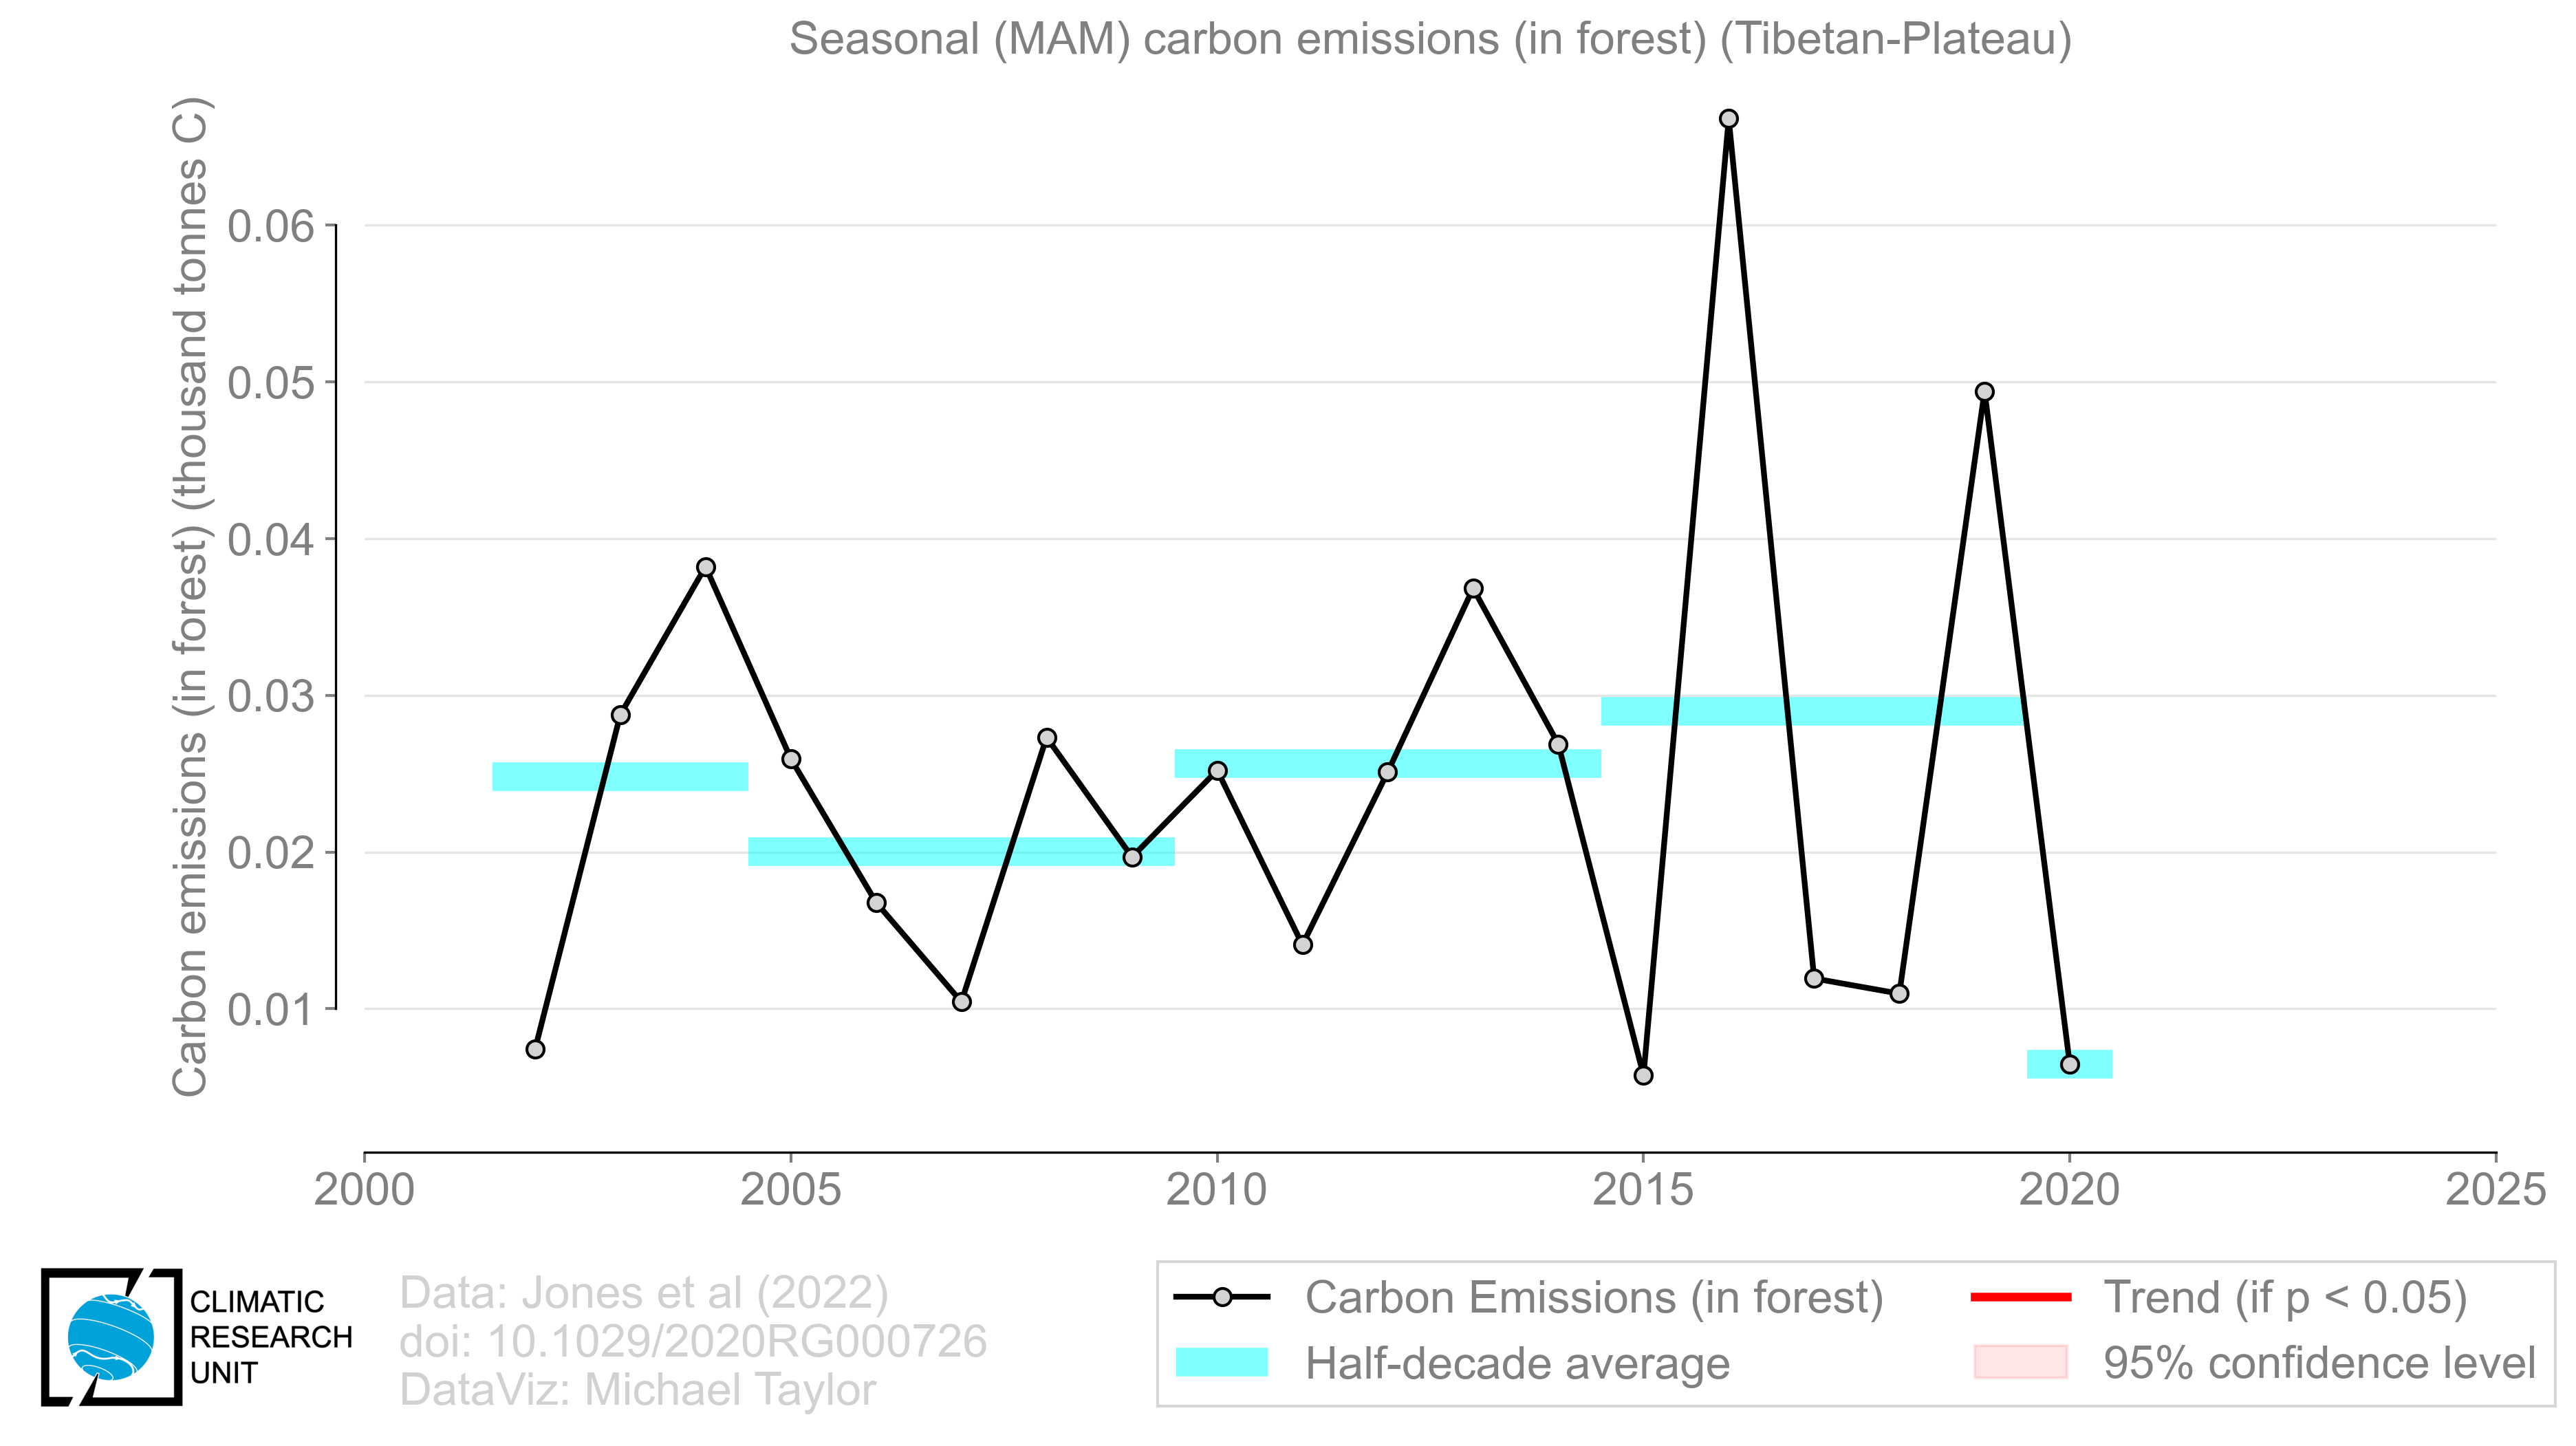 Seasonal (MAM) carbon emissions (in forest) (Tibetan-Plateau)
Carbon emissions (in forest) (thousand tonnes C)
0.06
0.05
0.04
0.03
0.02
0.01
2000 2005 2010 2015 2020 2025
CLIMATIC
RESEARCH
UNIT
Data: Jones et al (2022)
doi: 10.1029/2020RG000726
DataViz: Michael Taylor
Carbon Emissions (in forest)
Half-decade average
Trend (if p < 0.05)
95% confidence level